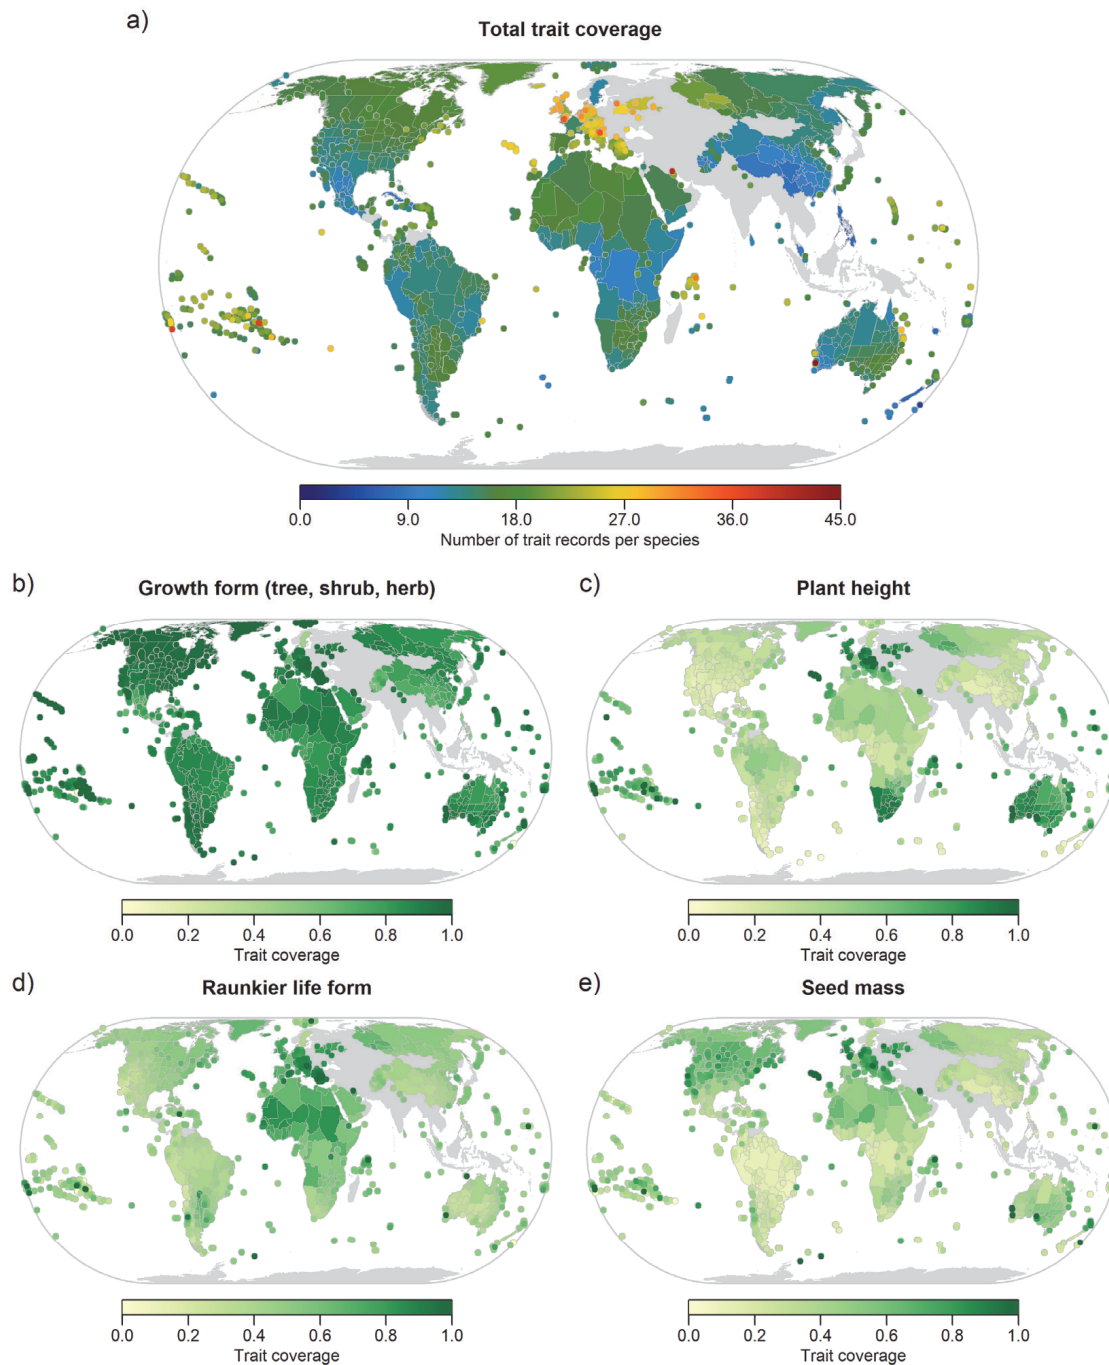 a)
Total trait coverage
0.0 9.0 18.0 27.0 36.0 45.0
Number of trait records per species
b)
Growth form (tree, shrub, herb)
c)
Plant height
0.0 0.2 0.4 0.6 0.8 1.0
Trait coverage
0.0 0.2 0.4 0.6 0.8 1.0
Trait coverage
d)
Raunkier life form
e)
Seed mass
0.0 0.2 0.4 0.6 0.8 1.0
Trait coverage
0.0 0.2 0.4 0.6 0.8 1.0
Trait coverage